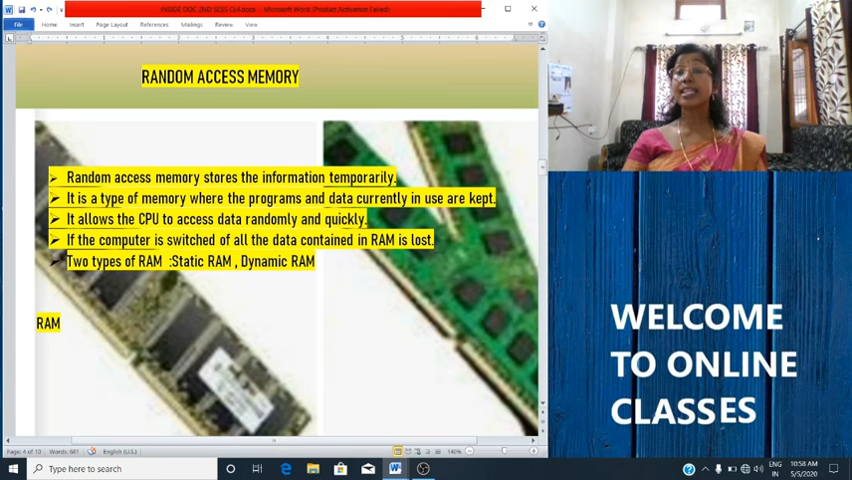 INSIDE DOC 2ND SESS CL4.docx - Microsoft Word (Product Activation Failed)
File Home Insert Page Layout References Mailings Review View
RANDOM ACCESS MEMORY
➢ Random access memory stores the information temporarily.
➢ It is a type of memory where the programs and data currently in use are kept.
➢ It allows the CPU to access data randomly and quickly.
➢ If the computer is switched of all the data contained in RAM is lost.
➢ Two types of RAM :Static RAM , Dynamic RAM
RAM
WELCOME
TO ONLINE
CLASSES
Page: 4 of 10 Words: 681 English (U.S.) 140%
Type here to search
ENG 10:58 AM
IN 5/5/2020